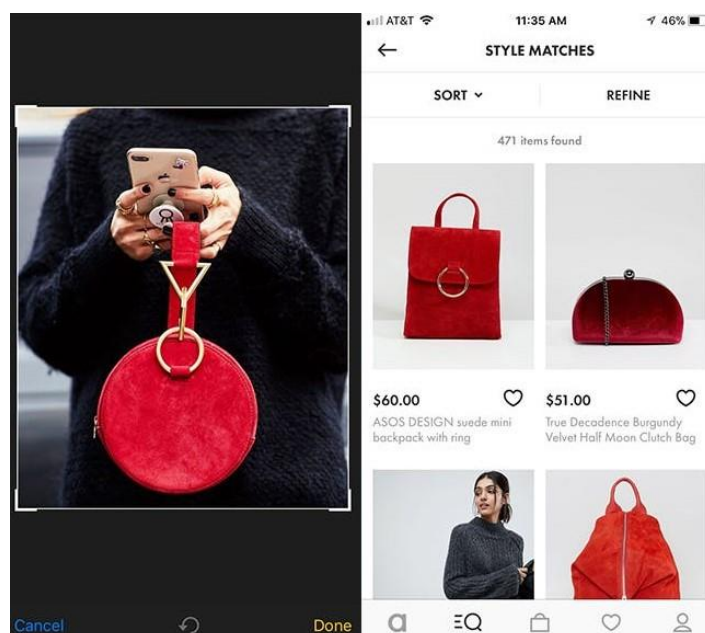 Cancel
Done
AT&T
11:35 AM
46%
STYLE MATCHES
SORT
REFINE
471 items found
$60.00
ASOS DESIGN suede mini
backpack with ring
$51.00
True Decadence Burgundy
Velvet Half Moon Clutch Bag